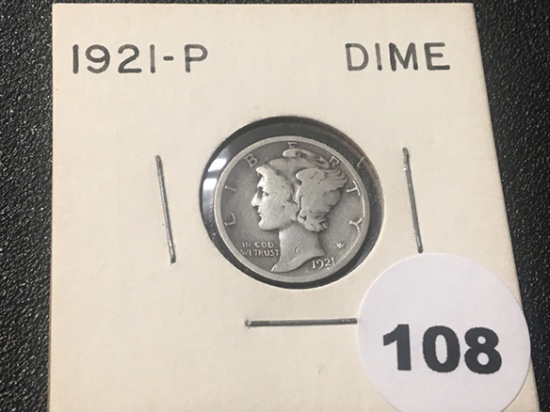 1921-P DIME
LIBERTY
IN GOD
WE TRUST
1921
108